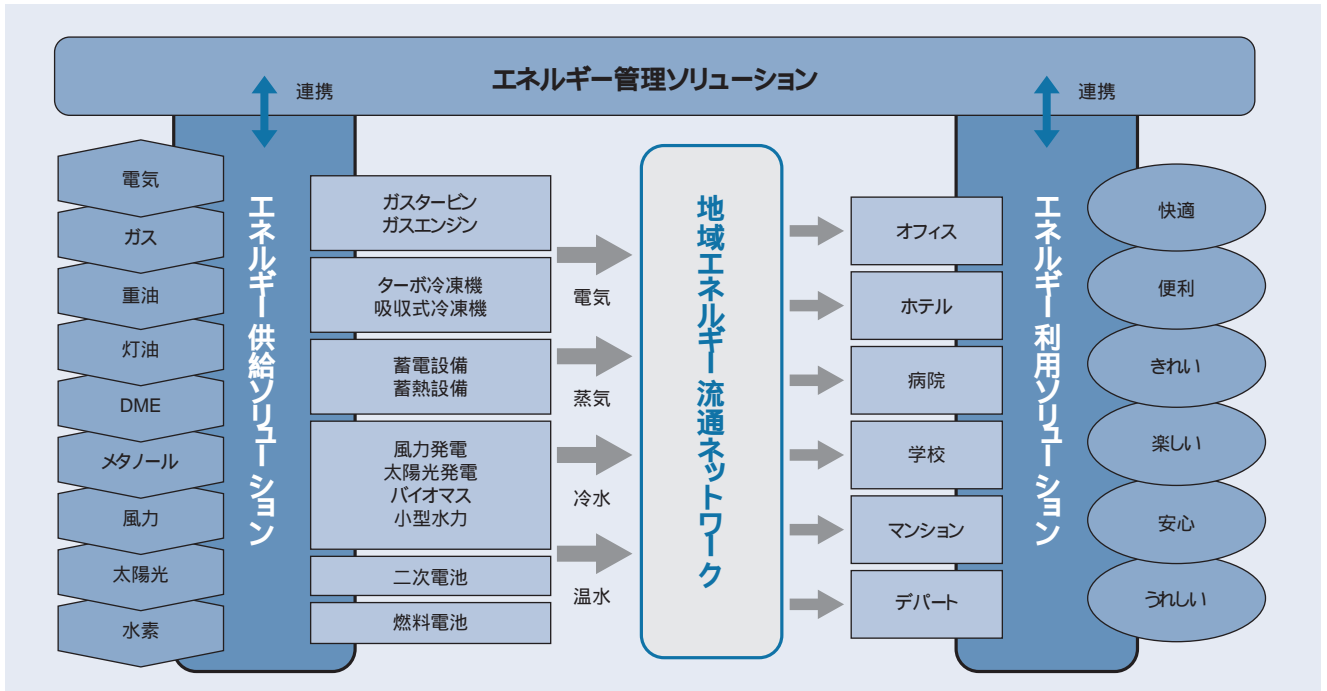 エネルギー管理ソリューション
連携
連携
電気
ガス
重油
灯油
DME
メタノール
風力
太陽光
水素
エネルギー供給ソリューション
ガスタービン
ガスエンジン
ターボ冷凍機
吸収式冷凍機
蓄電設備
蓄熱設備
風力発電
太陽光発電
バイオマス
小型水力
二次電池
燃料電池
電気
蒸気
冷水
温水
地域エネルギー流通ネットワーク
オフィス
ホテル
病院
学校
マンション
デパート
エネルギー利用ソリューション
快適
便利
きれい
楽しい
安心
うれしい